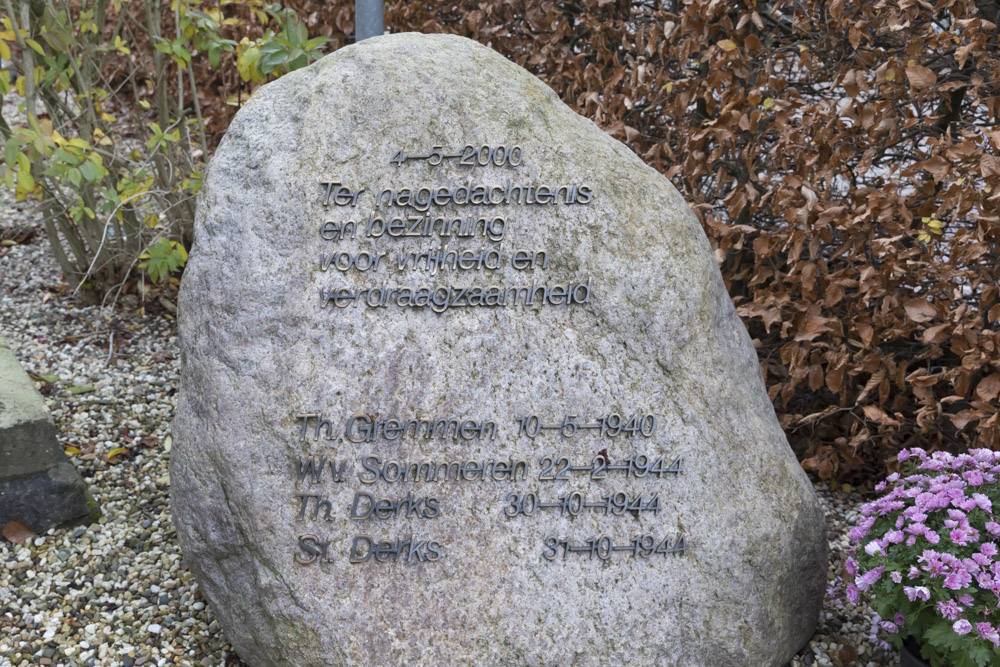 4-5-2000.
Ter nagedachtenis
en bezinning
voor vrijheid en
verdraagzaamheid
Th. Gremmen 10-5-1940
W.v. Sommeren 22-2-1944
Th. Derks 30-10-1944
St. Derks 31-10-1944